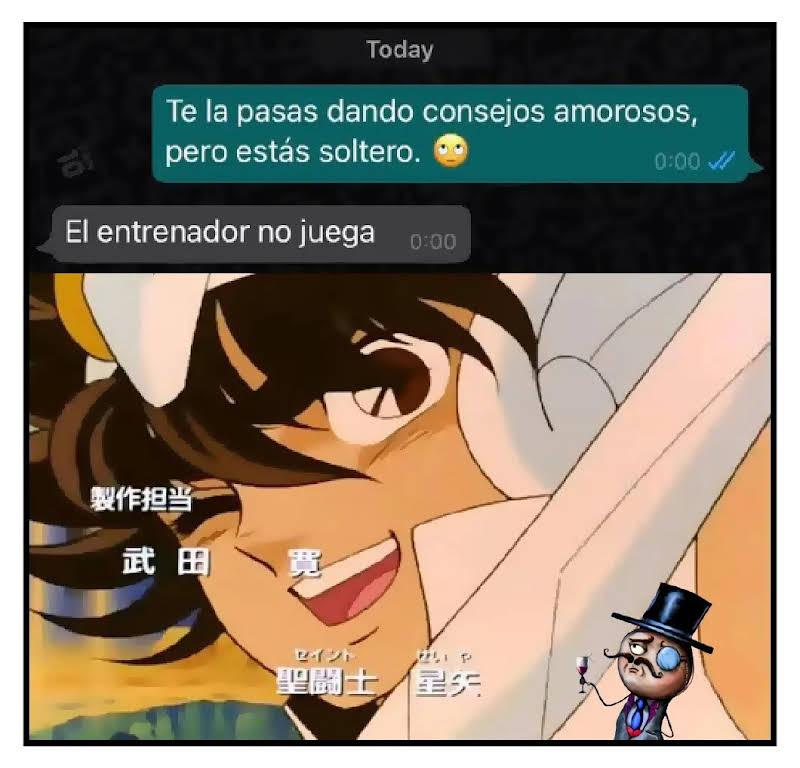 Today
Te la pasas dando consejos amorosos,
pero estás soltero. 🙄
0:00
El entrenador no juega 0:00
製作担当
武田 寛
セイント せいや
聖闘士 星矢